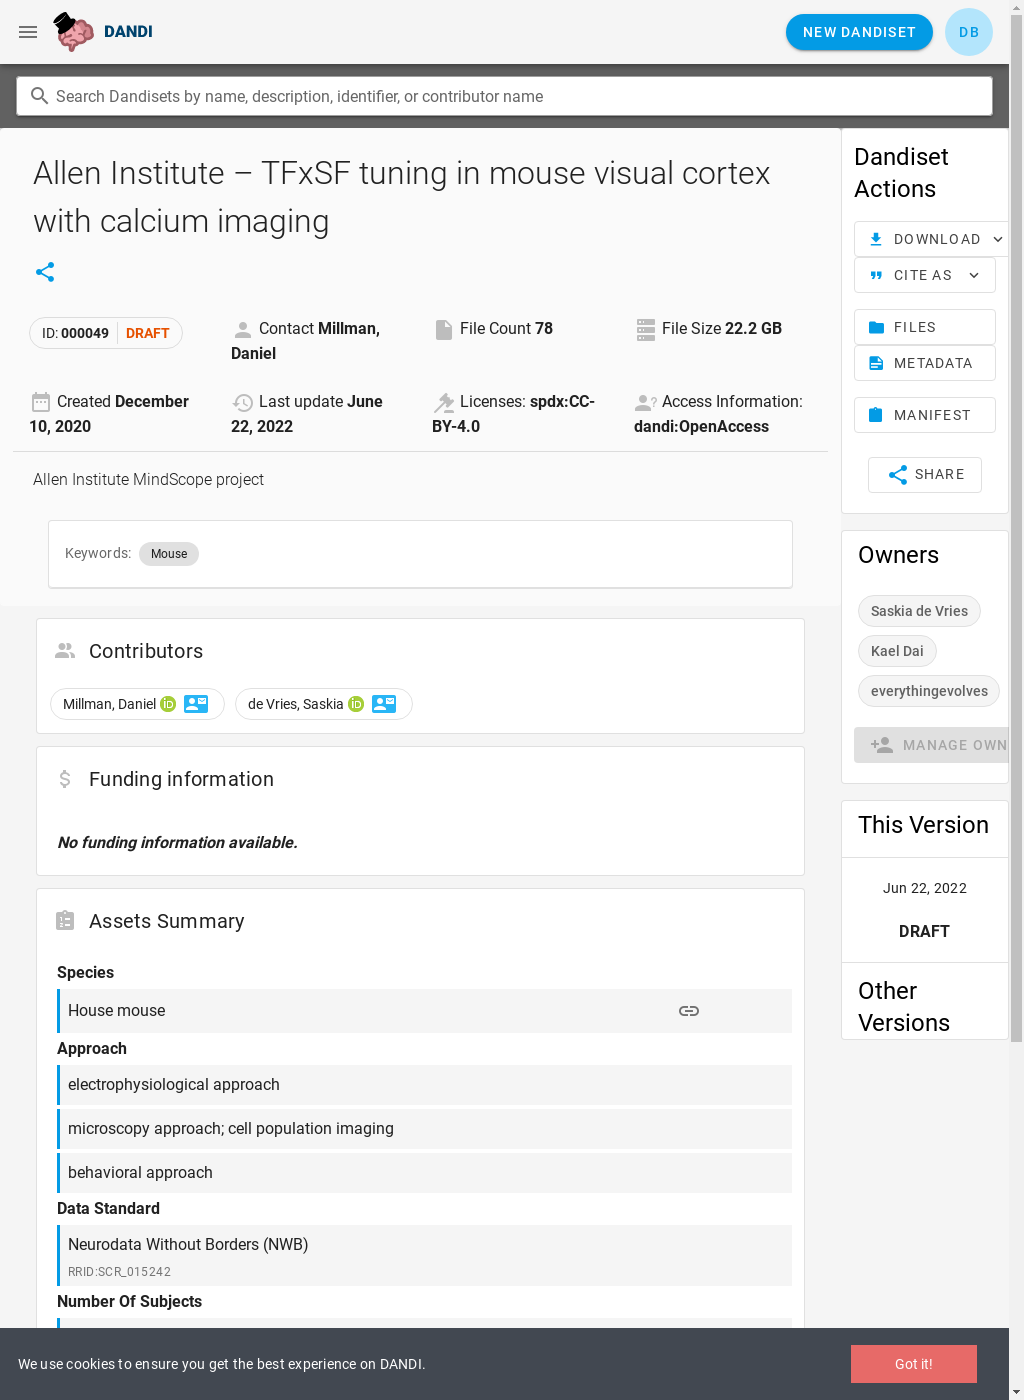 DANDI
NEW DANDISET
DB
Search Dandisets by name, description, identifier, or contributor name
Allen Institute – TFxSF tuning in mouse visual cortex
with calcium imaging
ID: 000049 DRAFT
Contact Millman,
Daniel
File Count 78
File Size 22.2 GB
Created December
10, 2020
Last update June
22, 2022
Licenses: spdx:CC-
BY-4.0
Access Information:
dandi:OpenAccess
Allen Institute MindScope project
Keywords: Mouse
Contributors
Millman, Daniel iD
de Vries, Saskia iD
Funding information
No funding information available.
Assets Summary
Species
House mouse
Approach
electrophysiological approach
microscopy approach; cell population imaging
behavioral approach
Data Standard
Neurodata Without Borders (NWB)
RRID:SCR_015242
Number Of Subjects
Dandiset
Actions
DOWNLOAD
CITE AS
FILES
METADATA
MANIFEST
SHARE
Owners
Saskia de Vries
Kael Dai
everythingevolves
MANAGE OWN
This Version
Jun 22, 2022
DRAFT
Other
Versions
We use cookies to ensure you get the best experience on DANDI.
Got it!